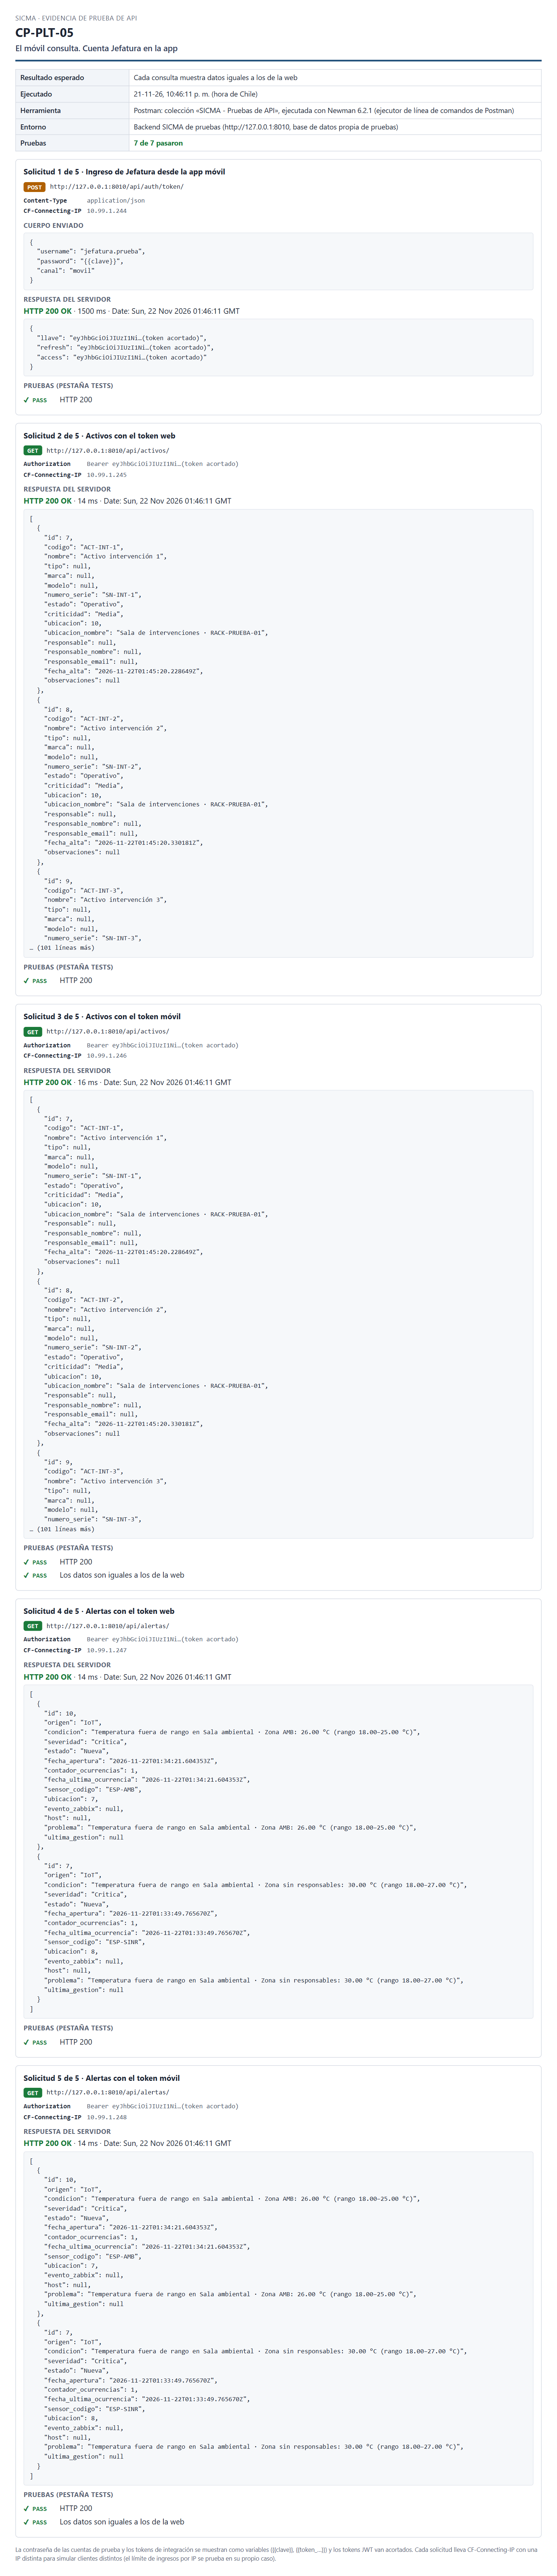 SICMA · EVIDENCIA DE PRUEBA DE API
CP-PLT-05
El móvil consulta. Cuenta Jefatura en la app
Resultado esperado Cada consulta muestra datos iguales a los de la web
Ejecutado 21-11-26, 10:46:11 p. m. (hora de Chile)
Herramienta Postman: colección «SICMA - Pruebas de API», ejecutada con Newman 6.2.1 (ejecutor de línea de comandos de Postman)
Entorno Backend SICMA de pruebas (http://127.0.0.1:8010, base de datos propia de pruebas)
Pruebas 7 de 7 pasaron
Solicitud 1 de 5 · Ingreso de Jefatura desde la app móvil
POST http://127.0.0.1:8010/api/auth/token/
Content-Type application/json
CF-Connecting-IP 10.99.1.244
CUERPO ENVIADO
{
"username": "jefatura.prueba",
"password": "{{clave}}",
"canal": "movil"
}
RESPUESTA DEL SERVIDOR
HTTP 200 OK · 1500 ms · Date: Sun, 22 Nov 2026 01:46:11 GMT
{
"llave": "eyJhbGciOiJIUzI1Ni…(token acortado)",
"refresh": "eyJhbGciOiJIUzI1Ni…(token acortado)",
"access": "eyJhbGciOiJIUzI1Ni…(token acortado)"
}
PRUEBAS (PESTAÑA TESTS)
✓ PASS HTTP 200
Solicitud 2 de 5 · Activos con el token web
GET http://127.0.0.1:8010/api/activos/
Authorization Bearer eyJhbGciOiJIUzI1Ni…(token acortado)
CF-Connecting-IP 10.99.1.245
RESPUESTA DEL SERVIDOR
HTTP 200 OK · 14 ms · Date: Sun, 22 Nov 2026 01:46:11 GMT
[
{
"id": 7,
"codigo": "ACT-INT-1",
"nombre": "Activo intervención 1",
"tipo": null,
"marca": null,
"modelo": null,
"numero_serie": "SN-INT-1",
"estado": "Operativo",
"criticidad": "Media",
"ubicacion": 10,
"ubicacion_nombre": "Sala de intervenciones · RACK-PRUEBA-01",
"responsable": null,
"responsable_nombre": null,
"responsable_email": null,
"fecha_alta": "2026-11-22T01:45:20.228649Z",
"observaciones": null
},
{
"id": 8,
"codigo": "ACT-INT-2",
"nombre": "Activo intervención 2",
"tipo": null,
"marca": null,
"modelo": null,
"numero_serie": "SN-INT-2",
"estado": "Operativo",
"criticidad": "Media",
"ubicacion": 10,
"ubicacion_nombre": "Sala de intervenciones · RACK-PRUEBA-01",
"responsable": null,
"responsable_nombre": null,
"responsable_email": null,
"fecha_alta": "2026-11-22T01:45:20.330181Z",
"observaciones": null
},
{
"id": 9,
"codigo": "ACT-INT-3",
"nombre": "Activo intervención 3",
"tipo": null,
"marca": null,
"modelo": null,
"numero_serie": "SN-INT-3",
… (101 líneas más)
PRUEBAS (PESTAÑA TESTS)
✓ PASS HTTP 200
Solicitud 3 de 5 · Activos con el token móvil
GET http://127.0.0.1:8010/api/activos/
Authorization Bearer eyJhbGciOiJIUzI1Ni…(token acortado)
CF-Connecting-IP 10.99.1.246
RESPUESTA DEL SERVIDOR
HTTP 200 OK · 16 ms · Date: Sun, 22 Nov 2026 01:46:11 GMT
[
{
"id": 7,
"codigo": "ACT-INT-1",
"nombre": "Activo intervención 1",
"tipo": null,
"marca": null,
"modelo": null,
"numero_serie": "SN-INT-1",
"estado": "Operativo",
"criticidad": "Media",
"ubicacion": 10,
"ubicacion_nombre": "Sala de intervenciones · RACK-PRUEBA-01",
"responsable": null,
"responsable_nombre": null,
"responsable_email": null,
"fecha_alta": "2026-11-22T01:45:20.228649Z",
"observaciones": null
},
{
"id": 8,
"codigo": "ACT-INT-2",
"nombre": "Activo intervención 2",
"tipo": null,
"marca": null,
"modelo": null,
"numero_serie": "SN-INT-2",
"estado": "Operativo",
"criticidad": "Media",
"ubicacion": 10,
"ubicacion_nombre": "Sala de intervenciones · RACK-PRUEBA-01",
"responsable": null,
"responsable_nombre": null,
"responsable_email": null,
"fecha_alta": "2026-11-22T01:45:20.330181Z",
"observaciones": null
},
{
"id": 9,
"codigo": "ACT-INT-3",
"nombre": "Activo intervención 3",
"tipo": null,
"marca": null,
"modelo": null,
"numero_serie": "SN-INT-3",
… (101 líneas más)
PRUEBAS (PESTAÑA TESTS)
✓ PASS HTTP 200
✓ PASS Los datos son iguales a los de la web
Solicitud 4 de 5 · Alertas con el token web
GET http://127.0.0.1:8010/api/alertas/
Authorization Bearer eyJhbGciOiJIUzI1Ni…(token acortado)
CF-Connecting-IP 10.99.1.247
RESPUESTA DEL SERVIDOR
HTTP 200 OK · 14 ms · Date: Sun, 22 Nov 2026 01:46:11 GMT
[
{
"id": 10,
"origen": "IoT",
"condicion": "Temperatura fuera de rango en Sala ambiental · Zona AMB: 26.00 °C (rango 18.00–25.00 °C)",
"severidad": "Critica",
"estado": "Nueva",
"fecha_apertura": "2026-11-22T01:34:21.604353Z",
"contador_ocurrencias": 1,
"fecha_ultima_ocurrencia": "2026-11-22T01:34:21.604353Z",
"sensor_codigo": "ESP-AMB",
"ubicacion": 7,
"evento_zabbix": null,
"host": null,
"problema": "Temperatura fuera de rango en Sala ambiental · Zona AMB: 26.00 °C (rango 18.00–25.00 °C)",
"ultima_gestion": null
},
{
"id": 7,
"origen": "IoT",
"condicion": "Temperatura fuera de rango en Sala ambiental · Zona sin responsables: 30.00 °C (rango 18.00–27.00 °C)",
"severidad": "Critica",
"estado": "Nueva",
"fecha_apertura": "2026-11-22T01:33:49.765670Z",
"contador_ocurrencias": 1,
"fecha_ultima_ocurrencia": "2026-11-22T01:33:49.765670Z",
"sensor_codigo": "ESP-SINR",
"ubicacion": 8,
"evento_zabbix": null,
"host": null,
"problema": "Temperatura fuera de rango en Sala ambiental · Zona sin responsables: 30.00 °C (rango 18.00–27.00 °C)",
"ultima_gestion": null
}
]
PRUEBAS (PESTAÑA TESTS)
✓ PASS HTTP 200
Solicitud 5 de 5 · Alertas con el token móvil
GET http://127.0.0.1:8010/api/alertas/
Authorization Bearer eyJhbGciOiJIUzI1Ni…(token acortado)
CF-Connecting-IP 10.99.1.248
RESPUESTA DEL SERVIDOR
HTTP 200 OK · 14 ms · Date: Sun, 22 Nov 2026 01:46:11 GMT
[
{
"id": 10,
"origen": "IoT",
"condicion": "Temperatura fuera de rango en Sala ambiental · Zona AMB: 26.00 °C (rango 18.00–25.00 °C)",
"severidad": "Critica",
"estado": "Nueva",
"fecha_apertura": "2026-11-22T01:34:21.604353Z",
"contador_ocurrencias": 1,
"fecha_ultima_ocurrencia": "2026-11-22T01:34:21.604353Z",
"sensor_codigo": "ESP-AMB",
"ubicacion": 7,
"evento_zabbix": null,
"host": null,
"problema": "Temperatura fuera de rango en Sala ambiental · Zona AMB: 26.00 °C (rango 18.00–25.00 °C)",
"ultima_gestion": null
},
{
"id": 7,
"origen": "IoT",
"condicion": "Temperatura fuera de rango en Sala ambiental · Zona sin responsables: 30.00 °C (rango 18.00–27.00 °C)",
"severidad": "Critica",
"estado": "Nueva",
"fecha_apertura": "2026-11-22T01:33:49.765670Z",
"contador_ocurrencias": 1,
"fecha_ultima_ocurrencia": "2026-11-22T01:33:49.765670Z",
"sensor_codigo": "ESP-SINR",
"ubicacion": 8,
"evento_zabbix": null,
"host": null,
"problema": "Temperatura fuera de rango en Sala ambiental · Zona sin responsables: 30.00 °C (rango 18.00–27.00 °C)",
"ultima_gestion": null
}
]
PRUEBAS (PESTAÑA TESTS)
✓ PASS HTTP 200
✓ PASS Los datos son iguales a los de la web
La contraseña de las cuentas de prueba y los tokens de integración se muestran como variables ({{clave}}, {{token_…}}) y los tokens JWT van acortados. Cada solicitud lleva CF-Connecting-IP con una
IP distinta para simular clientes distintos (el límite de ingresos por IP se prueba en su propio caso).